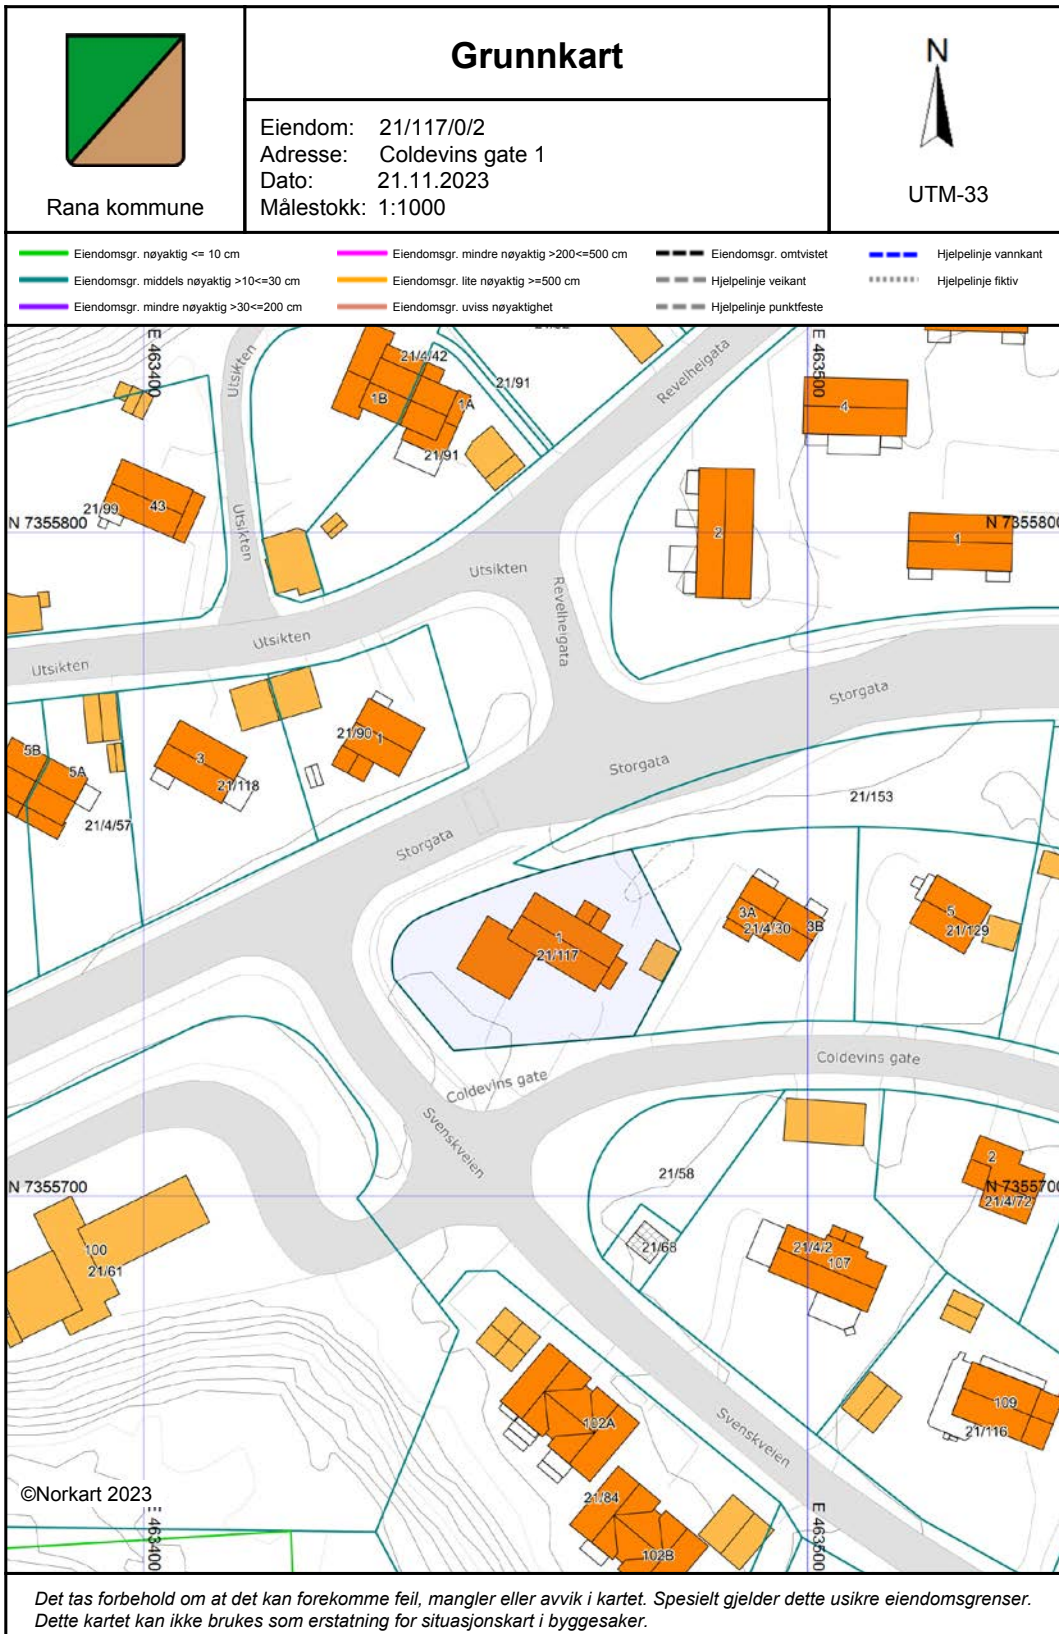 Grunnkart
Rana kommune
Eiendom: 21/117/0/2
Adresse: Coldevins gate 1
Dato: 21.11.2023
Målestokk: 1:1000
N
UTM-33
Eiendomsgr. nøyaktig <= 10 cm
Eiendomsgr. middels nøyaktig >10<=30 cm
Eiendomsgr. mindre nøyaktig >30<=200 cm
Eiendomsgr. mindre nøyaktig >200<=500 cm
Eiendomsgr. lite nøyaktig >=500 cm
Eiendomsgr. uviss nøyaktighet
Eiendomsgr. omtvistet
Hjelpelinje veikant
Hjelpelinje punktfeste
Hjelpelinje vannkant
Hjelpelinje fiktiv
E 463400
Utsikten
21/4/42
21/91
1B
1A
21/91
Revelheigata
E 463500
4
21/99
43
N 7355800
Utsikten
2
1
N 7355800
Utsikten
Revelheigata
Utsikten
Utsikten
Storgata
5B
5A
3
21/118
21/90
1
21/4/57
Storgata
21/153
Storgata
1
21/117
3A
21/4/30
3B
5
21/129
Coldevins gate
Coldevins gate
Svenskveien
N 7355700
21/58
2
N 7355700
21/4/72
100
21/61
21/68
21/4/2
107
102A
109
21/116
Svenskveien
21/84
102B
©Norkart 2023
E 463400
E 463500
Det tas forbehold om at det kan forekomme feil, mangler eller avvik i kartet. Spesielt gjelder dette usikre eiendomsgrenser.
Dette kartet kan ikke brukes som erstatning for situasjonskart i byggesaker.